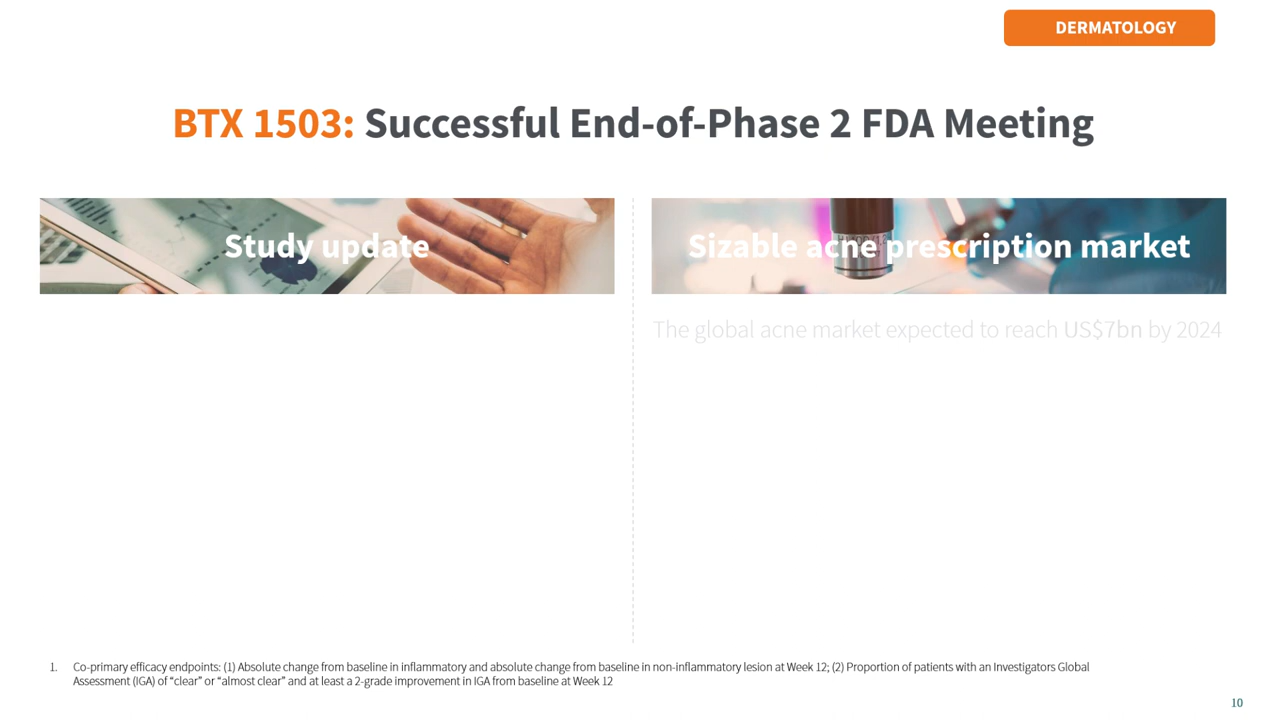 DERMATOLOGY
BTX 1503: Successful End-of-Phase 2 FDA Meeting
Study update
Sizable acne prescription market
The global acne market expected to reach US$7bn by 2024
1. Co-primary efficacy endpoints: (1) Absolute change from baseline in inflammatory and absolute change from baseline in non-inflammatory lesion at Week 12; (2) Proportion of patients with an Investigators Global
Assessment (IGA) of “clear” or “almost clear” and at least a 2-grade improvement in IGA from baseline at Week 12
10